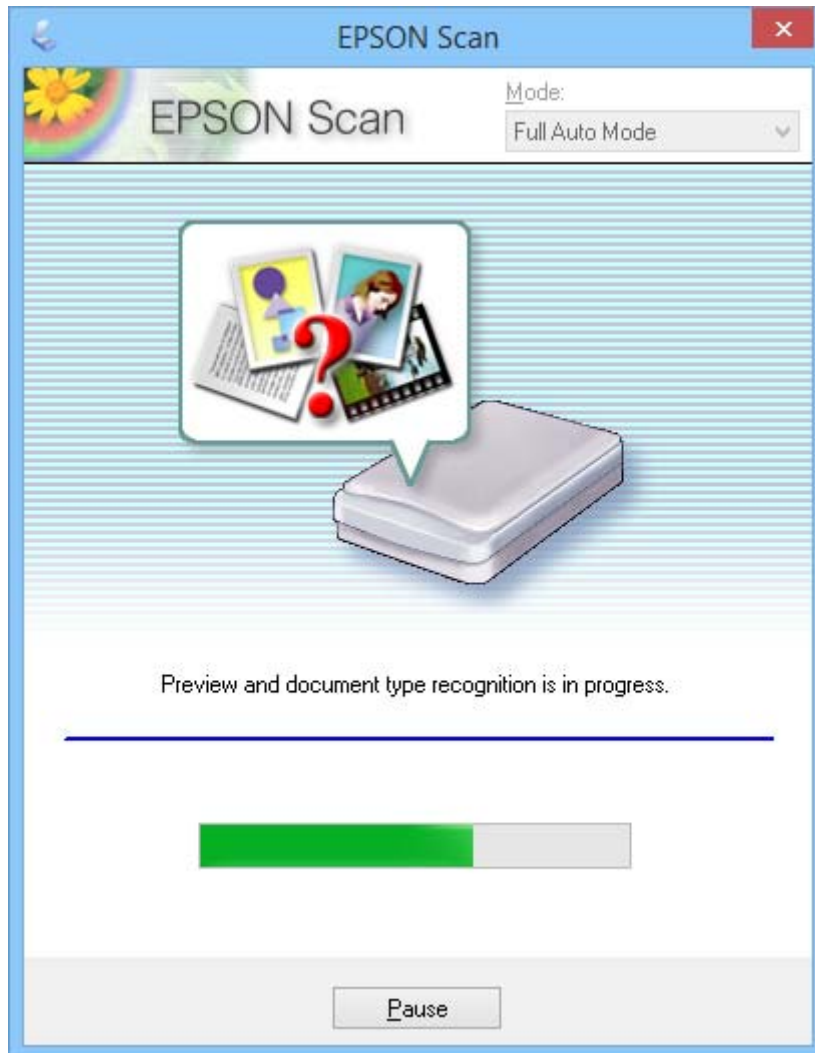 EPSON Scan
EPSON Scan
Mode:
Full Auto Mode
Preview and document type recognition is in progress.
Pause